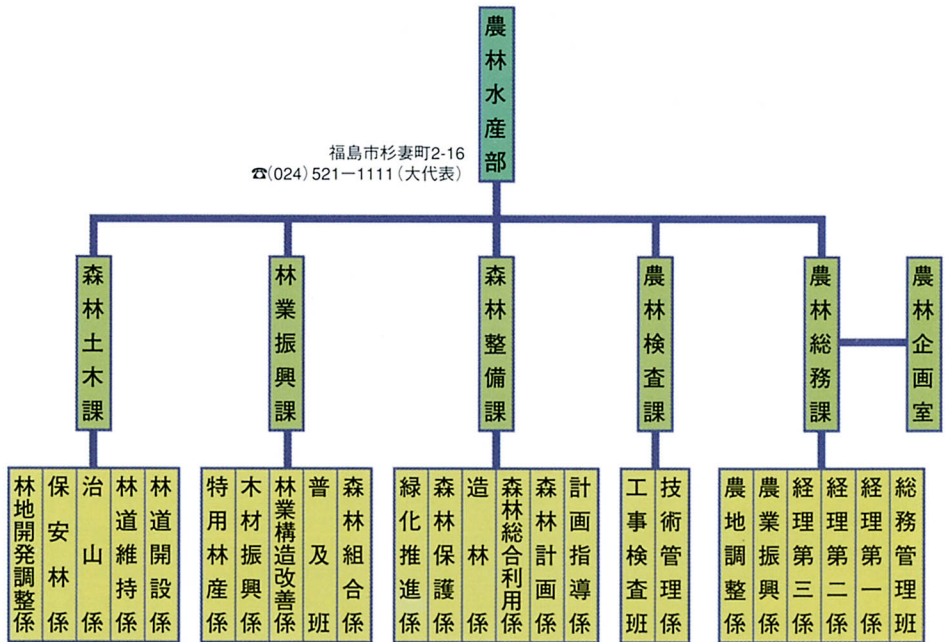 農林水産部
福島市杉妻町2-16
☎(024)521－1111(大代表)
農林企画室
農林総務課
農林検査課
森林整備課
林業振興課
森林土木課
総務管理班
経理第一係
経理第二係
経理第三係
農業振興係
農地調整係
技術管理係
工事検査班
計画指導係
森林計画係
森林総合利用係
造林係
森林保護係
緑化推進係
森林組合係
普及班
林業構造改善係
木材振興係
特用林産係
林道開設係
林道維持係
治山係
保安林係
林地開発調整係